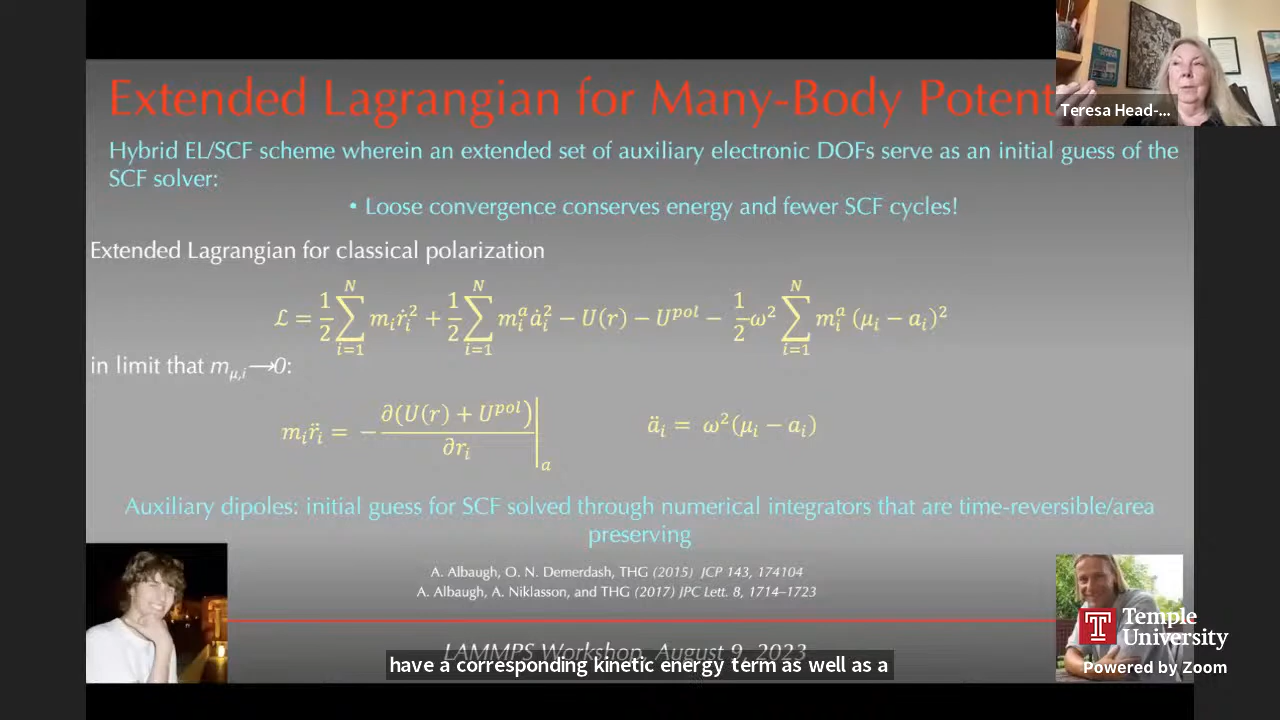 Extended Lagrangian for Many-Body Potent
Teresa Head-...
Hybrid EL/SCF scheme wherein an extended set of auxiliary electronic DOFs serve as an initial guess of the
SCF solver:
• Loose convergence conserves energy and fewer SCF cycles!
Extended Lagrangian for classical polarization
ℒ = 1/2 ∑_{i=1}^{N} m_i ṙ_i² + 1/2 ∑_{i=1}^{N} m_i^a ȧ_i² − U(r) − U^{pol} − 1/2 ω² ∑_{i=1}^{N} m_i^a (μ_i − a_i)²
in limit that m_{μ,i}→0:
m_i r̈_i = − ∂(U(r) + U^{pol})/∂r_i |_a
ä_i = ω²(μ_i − a_i)
Auxiliary dipoles: initial guess for SCF solved through numerical integrators that are time-reversible/area
preserving
A. Albaugh, O. N. Demerdash, THG (2015) JCP 143, 174104
A. Albaugh, A. Niklasson, and THG (2017) JPC Lett. 8, 1714–1723
Temple
University
Powered by Zoom
LAMMPS Workshop, August 9, 2023
have a corresponding kinetic energy term as well as a